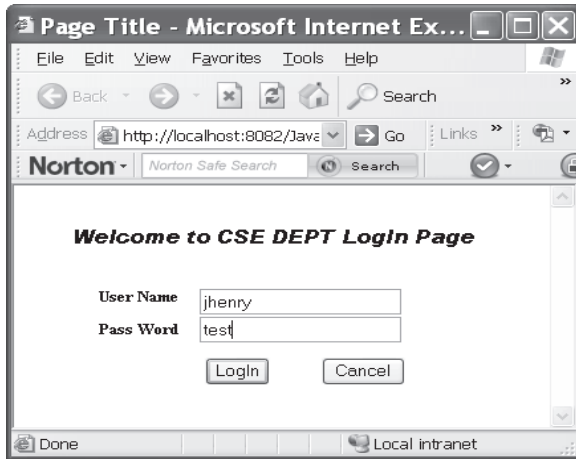 Page Title - Microsoft Internet Ex...
File Edit View Favorites Tools Help
Back Search »
Address http://localhost:8082/Java Go Links »
Norton Norton Safe Search Search
Welcome to CSE DEPT LogIn Page
User Name jhenry
Pass Word test
LogIn Cancel
Done Local intranet